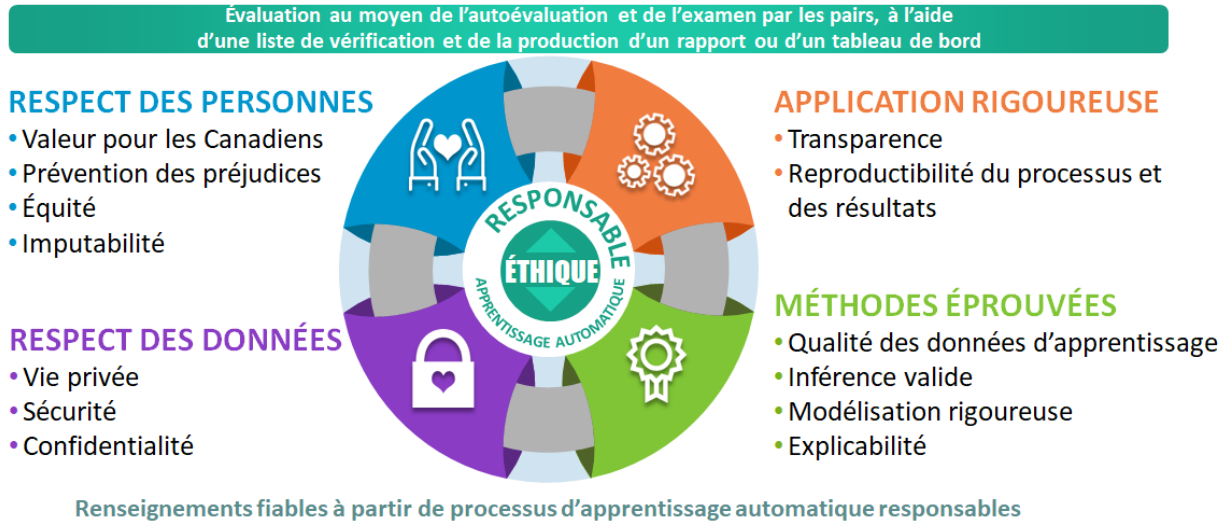 Évaluation au moyen de l'autoévaluation et de l'examen par les pairs, à l'aide
d'une liste de vérification et de la production d'un rapport ou d'un tableau de bord
RESPECT DES PERSONNES
• Valeur pour les Canadiens
• Prévention des préjudices
• Équité
• Imputabilité
RESPECT DES DONNÉES
• Vie privée
• Sécurité
• Confidentialité
RESPONSABLE
ÉTHIQUE
APPRENTISSAGE AUTOMATIQUE
APPLICATION RIGOUREUSE
• Transparence
• Reproductibilité du processus et
des résultats
MÉTHODES ÉPROUVÉES
• Qualité des données d'apprentissage
• Inférence valide
• Modélisation rigoureuse
• Explicabilité
Renseignements fiables à partir de processus d'apprentissage automatique responsables